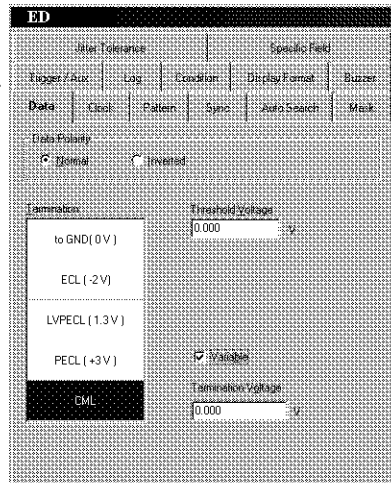 ED
Jitter Tolerance Specific Field
Trigger / Aux Log Condition Display Format Buzzer
Data Clock Pattern Sync Auto Search Mask
Data Polarity
Normal Inverted
Termination Threshold Voltage
to GND( 0 V ) 0.000 V
ECL ( -2 V)
LVPECL ( 1.3 V )
PECL ( +3 V ) Variable
CML Termination Voltage
0.000 V